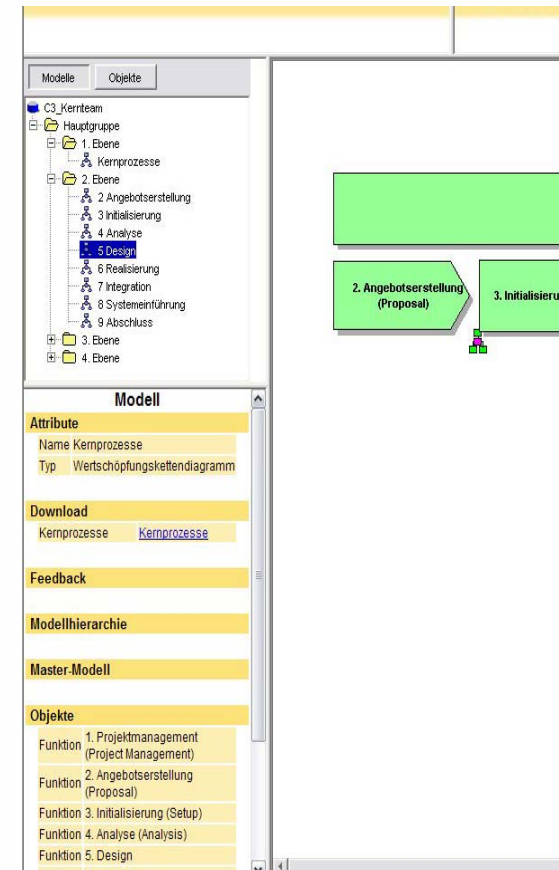 Modelle Objekte
C3_Kernteam
Hauptgruppe
1. Ebene
Kernprozesse
2. Ebene
2 Angebotserstellung
3 Initialisierung
4 Analyse
5 Design
6 Realisierung
7 Integration
8 Systemeinführung
9 Abschluss
3. Ebene
4. Ebene
Modell
Attribute
Name Kernprozesse
Typ Wertschöpfungskettendiagramm
Download
Kernprozesse Kernprozesse
Feedback
Modellhierarchie
Master-Modell
Objekte
Funktion 1. Projektmanagement
(Project Management)
Funktion 2. Angebotserstellung
(Proposal)
Funktion 3. Initialisierung (Setup)
Funktion 4. Analyse (Analysis)
Funktion 5. Design
2. Angebotserstellung
(Proposal)
3. Initialisieru